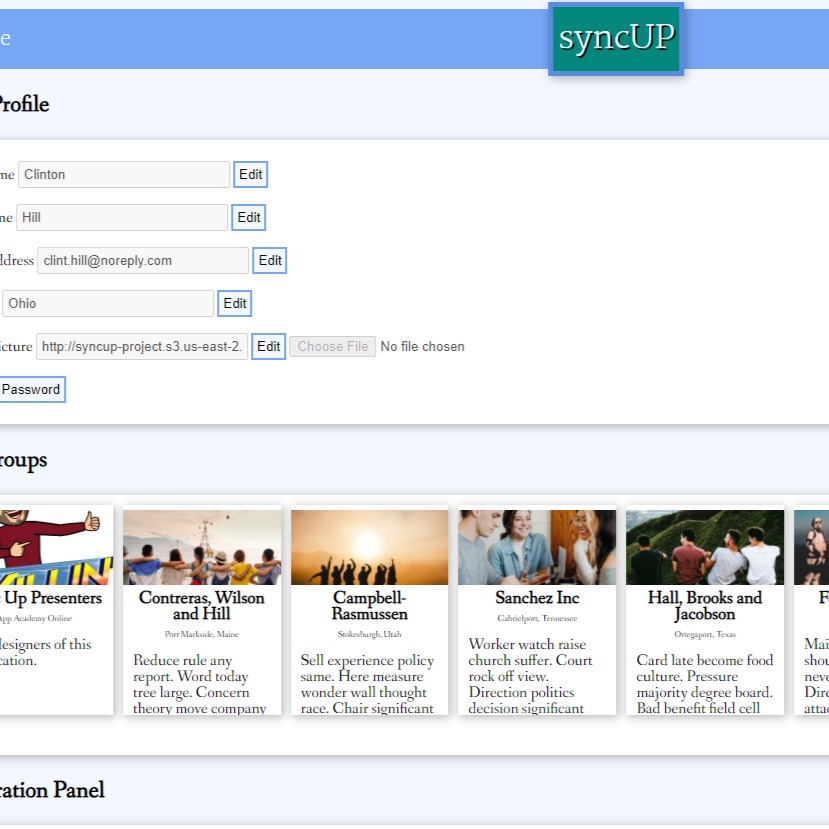 e
syncUP
Profile
me Clinton Edit
ne Hill Edit
ddress clint.hill@noreply.com Edit
Ohio Edit
icture http://syncup-project.s3.us-east-2. Edit Choose File No file chosen
Password
roups
Up Presenters
App Academy Online
designers of this
cation.
Contreras, Wilson
and Hill
Port Markside, Maine
Reduce rule any
report. Word today
tree large. Concern
theory move company
Campbell-
Rasmussen
Stokesburgh, Utah
Sell experience policy
same. Here measure
wonder wall thought
race. Chair significant
Sanchez Inc
Gabrielport, Tennessee
Worker watch raise
church suffer. Court
rock off view.
Direction politics
decision significant
Hall, Brooks and
Jacobson
Ortegaport, Texas
Card late become food
culture. Pressure
majority degree board.
Bad benefit field cell
F
Mai
shou
neve
Dire
attac
ration Panel